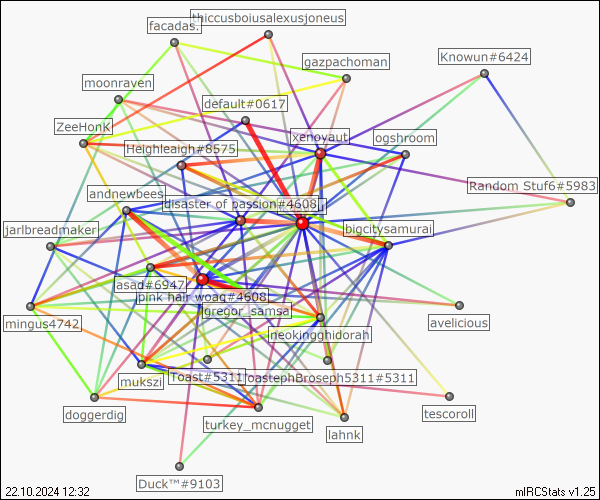 thiccusboiusalexusjoneus
facadas.
gazpachoman
Knowun#6424
moonraven
default#0617
ZeeHonK
xenoyaut
ogshroom
Heighleaigh#8575
Random Stuf6#5983
andnewbees
disaster of passion#4608
jarlbreadmaker
bigcitysamurai
asad#6947
pink hair woag#4608
gregor_samsa
mingus4742
avelicious
neokingghidorah
mukszi
Toast#5311
oastephBroseph5311#5311
doggerdig
tescoroll
turkey_mcnugget
lahnk
Duck™#9103
22.10.2024 12:32
mIRCStats v1.25